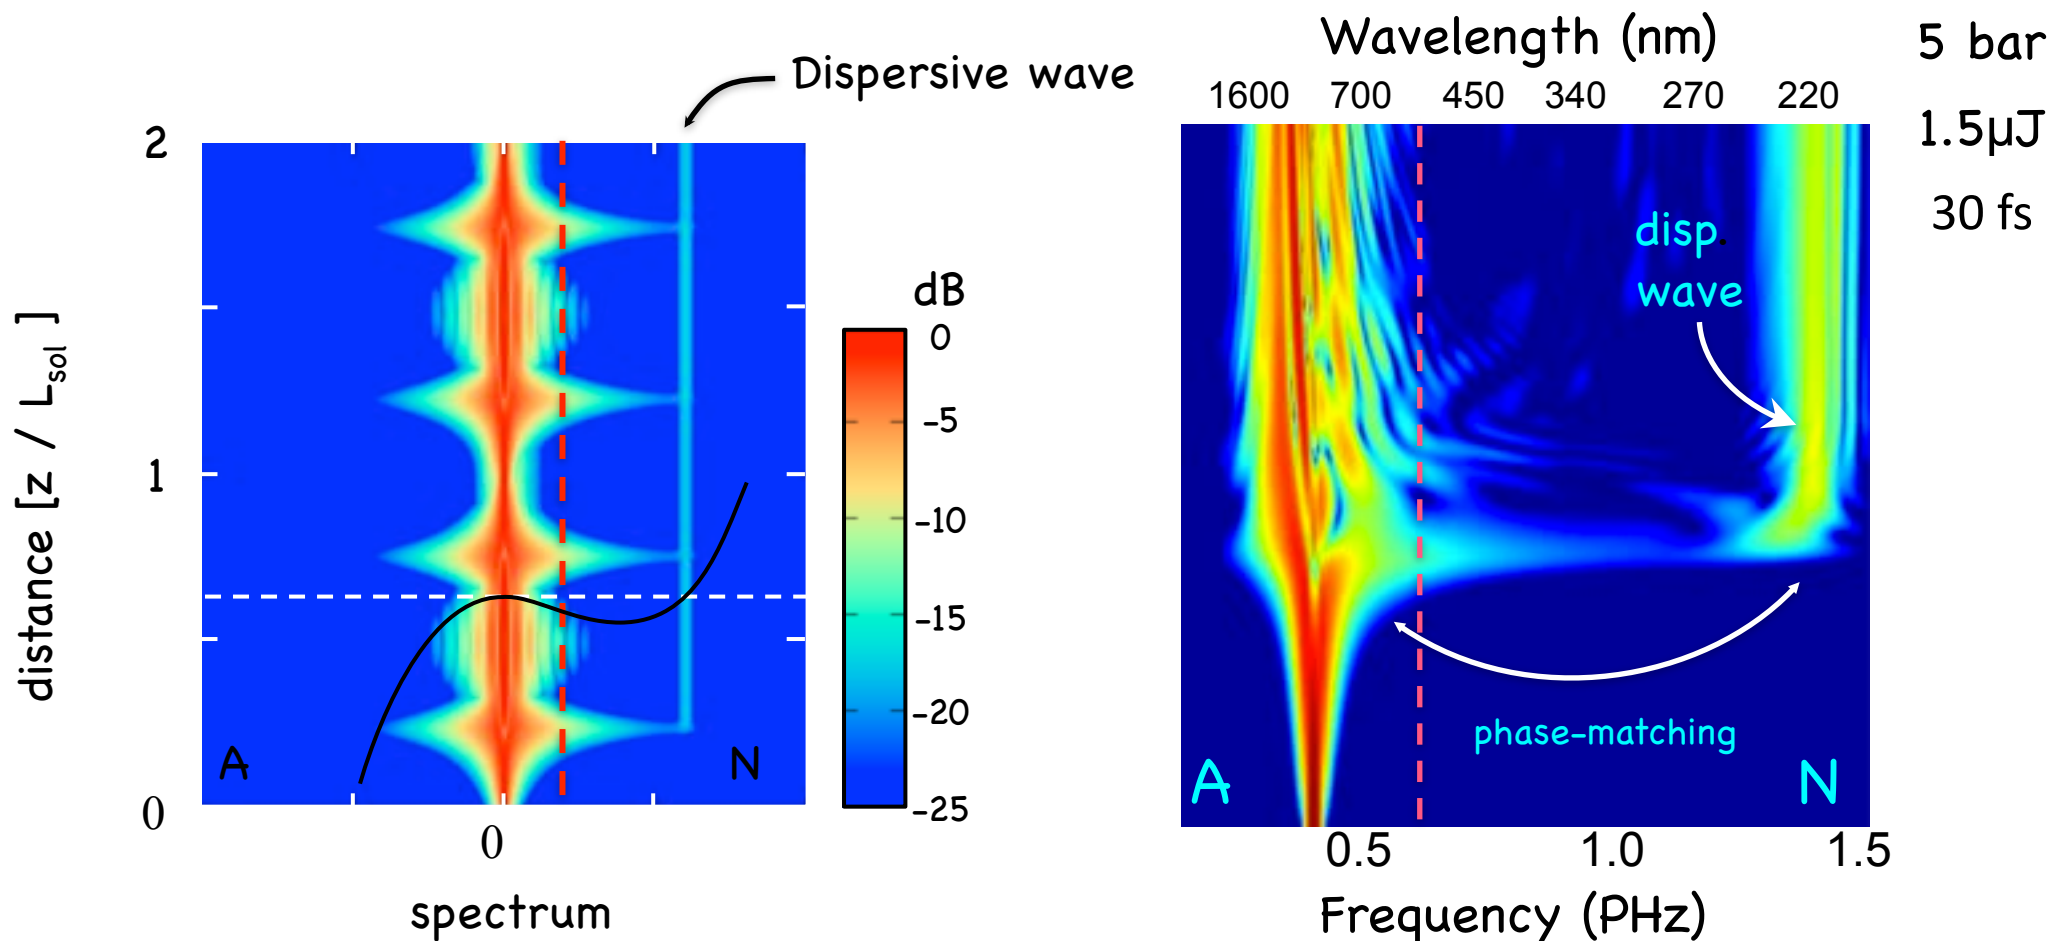 Dispersive wave
2
1
0
distance [z / Lsol ]
A
N
0
spectrum
dB
0
-5
-10
-15
-20
-25
Wavelength (nm)
1600 700 450 340 270 220
disp.
wave
phase-matching
A
N
0.5 1.0 1.5
Frequency (PHz)
5 bar
1.5µJ
30 fs